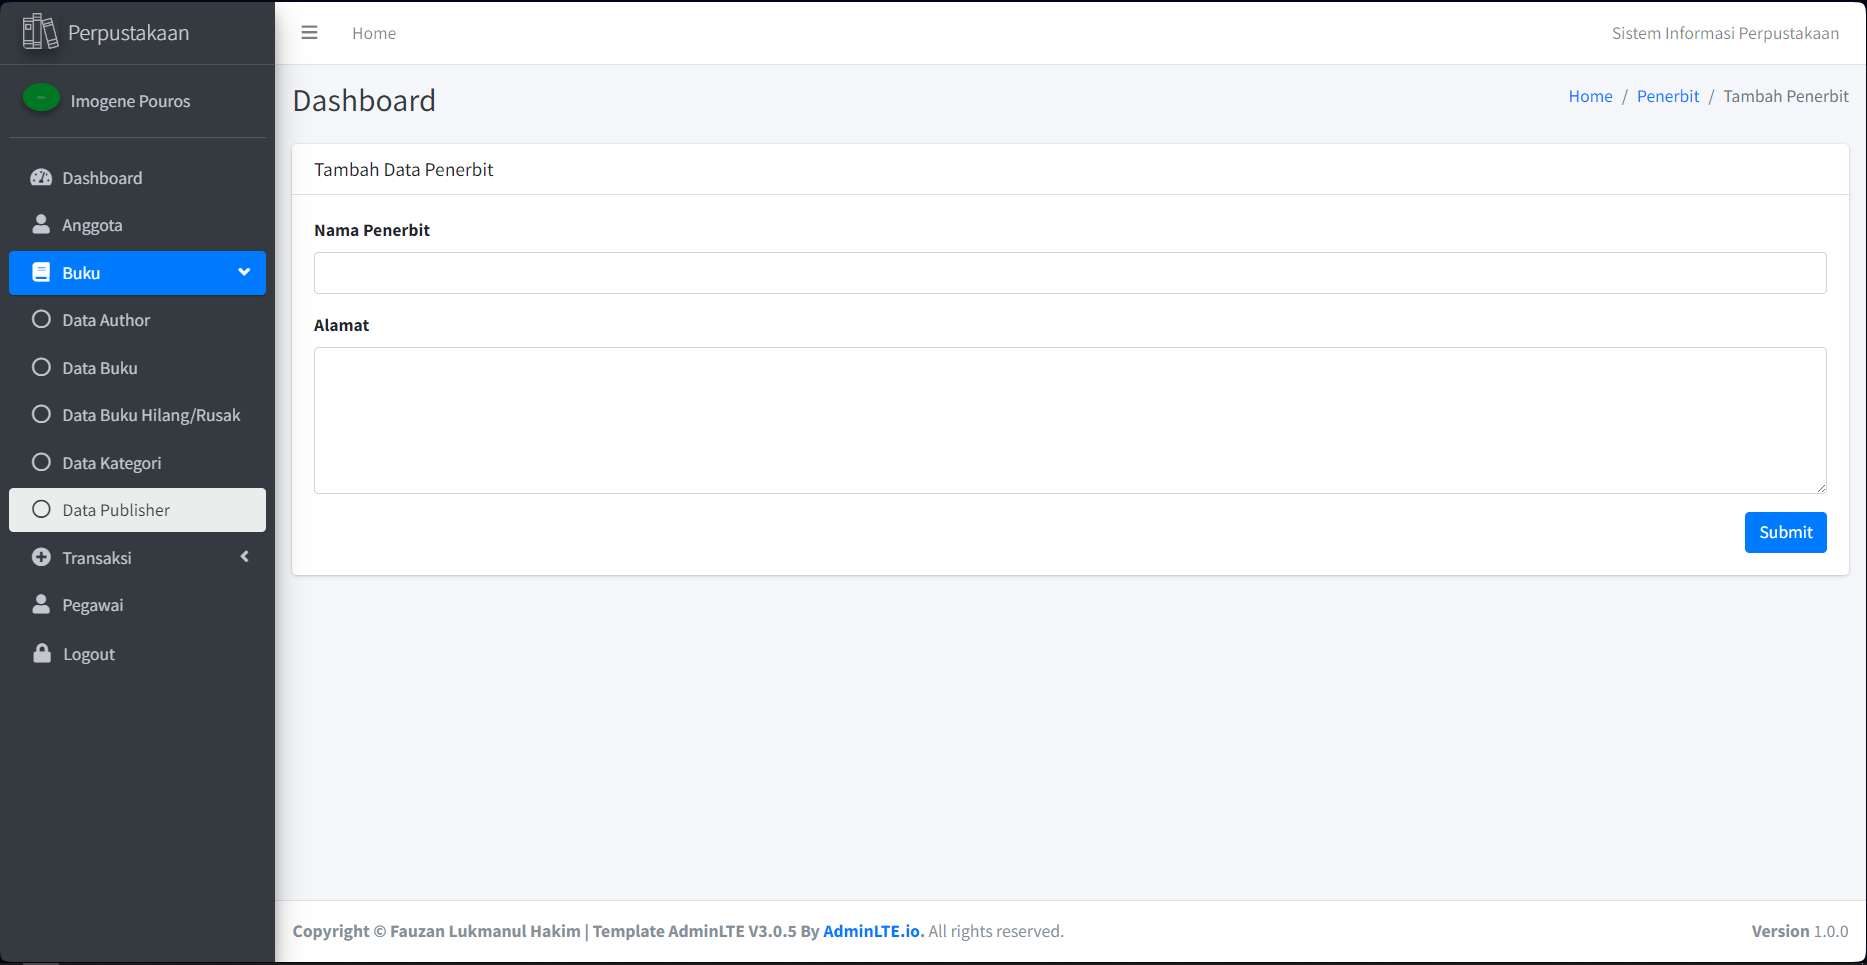 Perpustakaan
Home
Sistem Informasi Perpustakaan
Imogene Pouros
Dashboard
Home / Penerbit / Tambah Penerbit
Dashboard
Anggota
Buku
Data Author
Data Buku
Data Buku Hilang/Rusak
Data Kategori
Data Publisher
Transaksi
Pegawai
Logout
Tambah Data Penerbit
Nama Penerbit
Alamat
Submit
Copyright © Fauzan Lukmanul Hakim | Template AdminLTE V3.0.5 By AdminLTE.io. All rights reserved.
Version 1.0.0